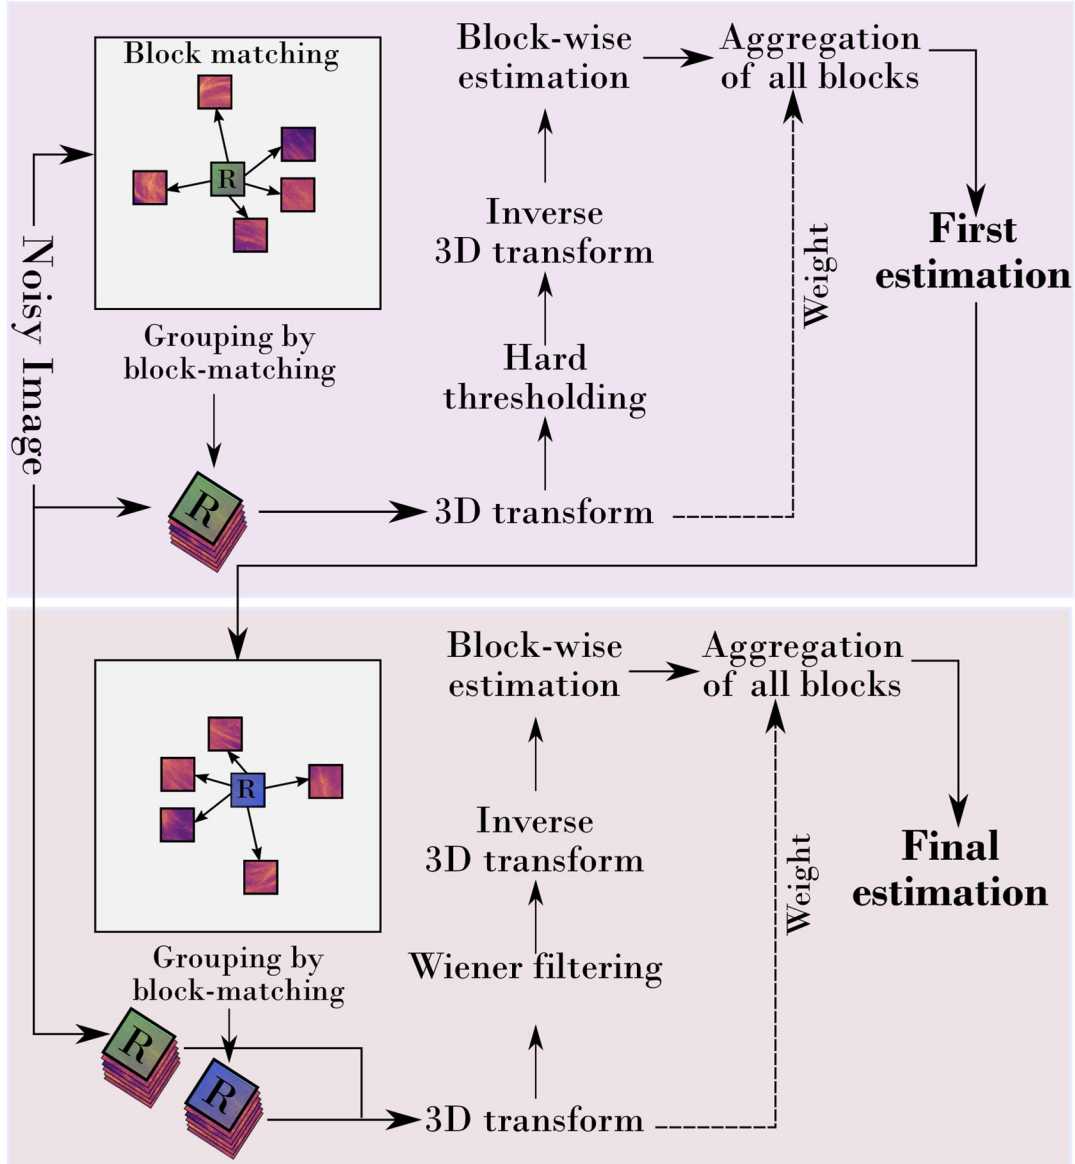 Block matching
R
Noisy Image
Grouping by
block-matching
R
Block-wise
estimation
Aggregation
of all blocks
Inverse
3D transform
Hard
thresholding
3D transform
Weight
First
estimation
R
Grouping by
block-matching
R
R
Block-wise
estimation
Aggregation
of all blocks
Inverse
3D transform
Wiener filtering
3D transform
Weight
Final
estimation